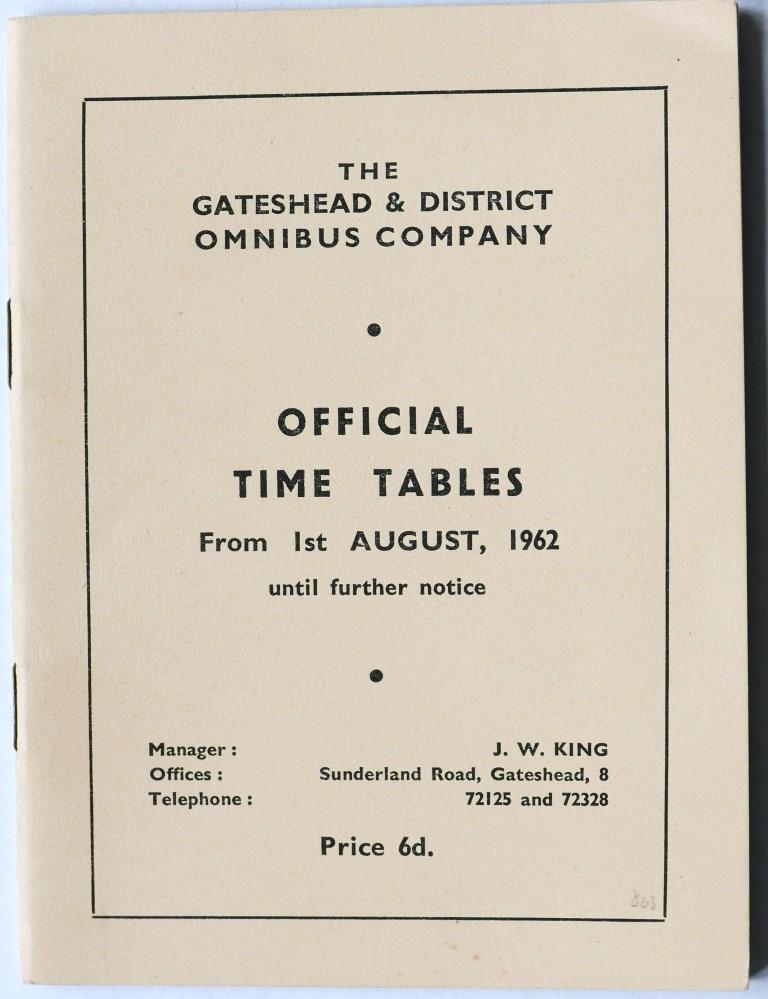 THE
GATESHEAD & DISTRICT
OMNIBUS COMPANY
OFFICIAL
TIME TABLES
From 1st AUGUST, 1962
until further notice
Manager : J. W. KING
Offices : Sunderland Road, Gateshead, 8
Telephone : 72125 and 72328
Price 6d.